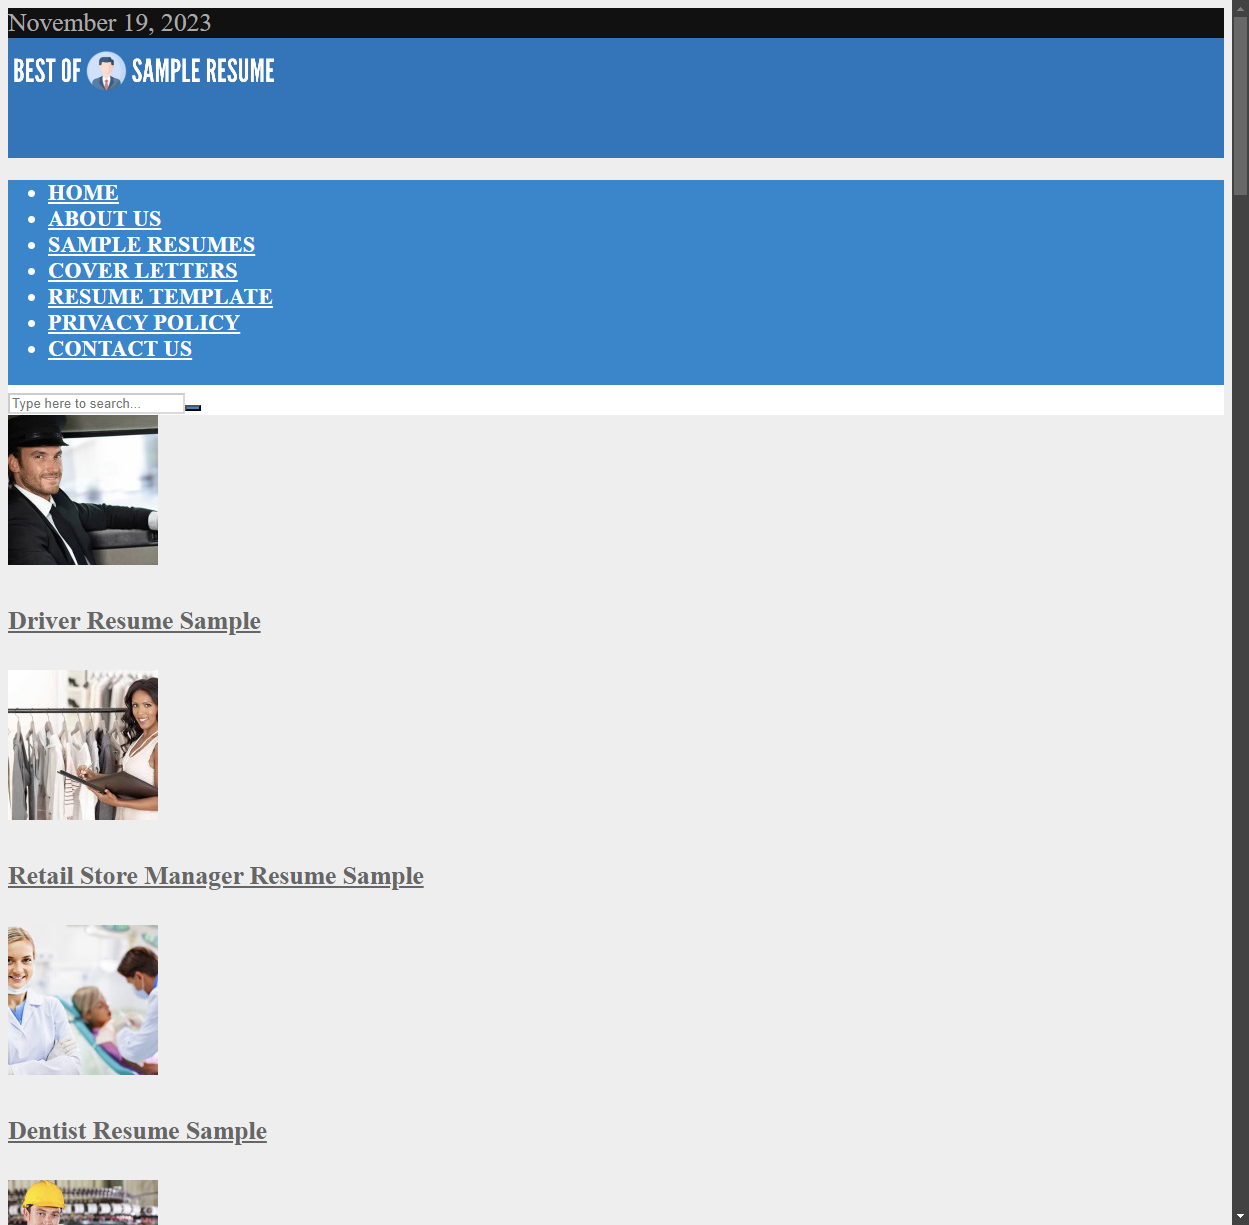 November 19, 2023
BEST OF SAMPLE RESUME
HOME
ABOUT US
SAMPLE RESUMES
COVER LETTERS
RESUME TEMPLATE
PRIVACY POLICY
CONTACT US
Type here to search...
Driver Resume Sample
Retail Store Manager Resume Sample
Dentist Resume Sample